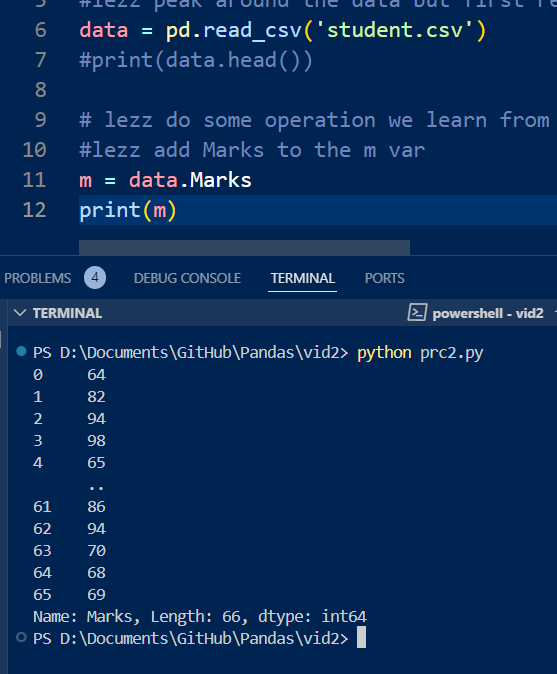 5 #lezz peak around the data but first
6 data = pd.read_csv('student.csv')
7 #print(data.head())
8
9 # lezz do some operation we learn from
10 #lezz add Marks to the m var
11 m = data.Marks
12 print(m)
PROBLEMS 4 DEBUG CONSOLE TERMINAL PORTS
TERMINAL powershell - vid2
PS D:\Documents\GitHub\Pandas\vid2> python prc2.py
0 64
1 82
2 94
3 98
4 65
..
61 86
62 94
63 70
64 68
65 69
Name: Marks, Length: 66, dtype: int64
PS D:\Documents\GitHub\Pandas\vid2>